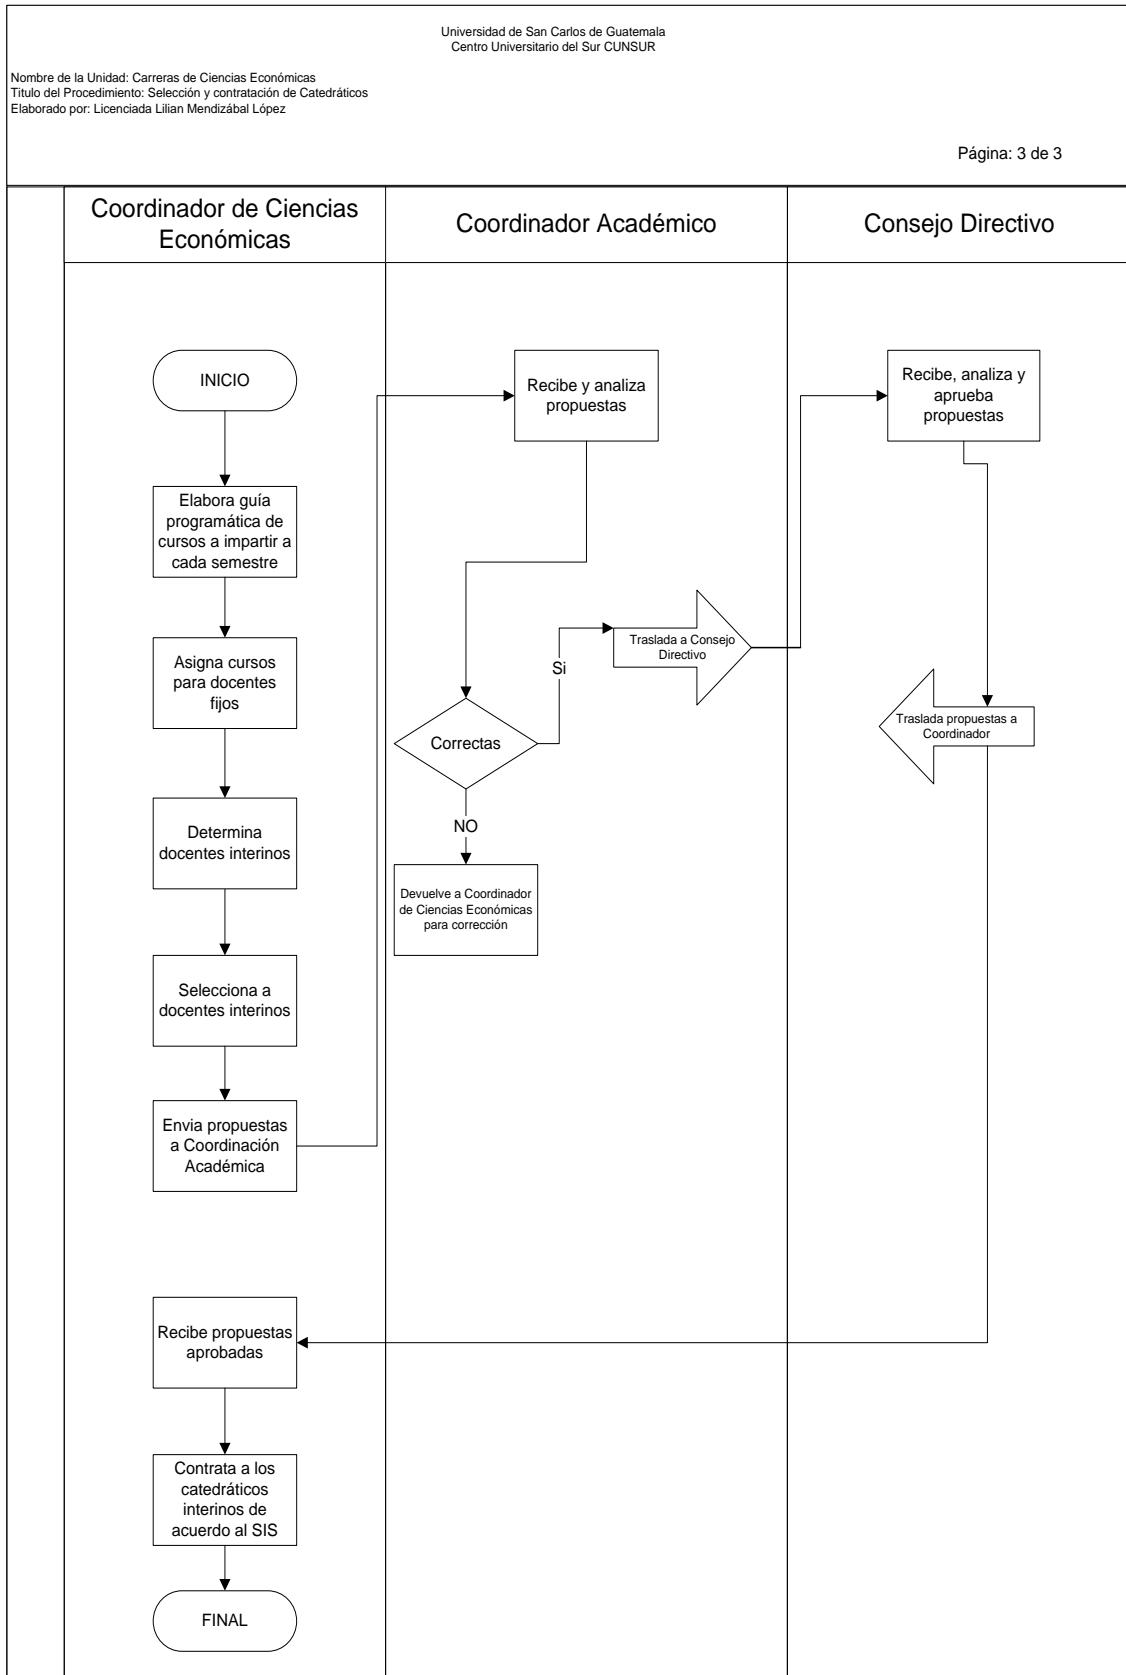 Universidad de San Carlos de Guatemala
Centro Universitario del Sur CUNSUR
Nombre de la Unidad: Carreras de Ciencias Económicas
Titulo del Procedimiento: Selección y contratación de Catedráticos
Elaborado por: Licenciada Lilian Mendizábal López
Página: 3 de 3
Coordinador de Ciencias
Económicas
Coordinador Académico
Consejo Directivo
INICIO
Elabora guía
programática de
cursos a impartir a
cada semestre
Asigna cursos
para docentes
fijos
Determina
docentes interinos
Selecciona a
docentes interinos
Envia propuestas
a Coordinación
Académica
Recibe y analiza
propuestas
Correctas
Si
NO
Traslada a Consejo
Directivo
Devuelve a Coordinador
de Ciencias Económicas
para corrección
Recibe, analiza y
aprueba
propuestas
Traslada propuestas a
Coordinador
Recibe propuestas
aprobadas
Contrata a los
catedráticos
interinos de
acuerdo al SIS
FINAL